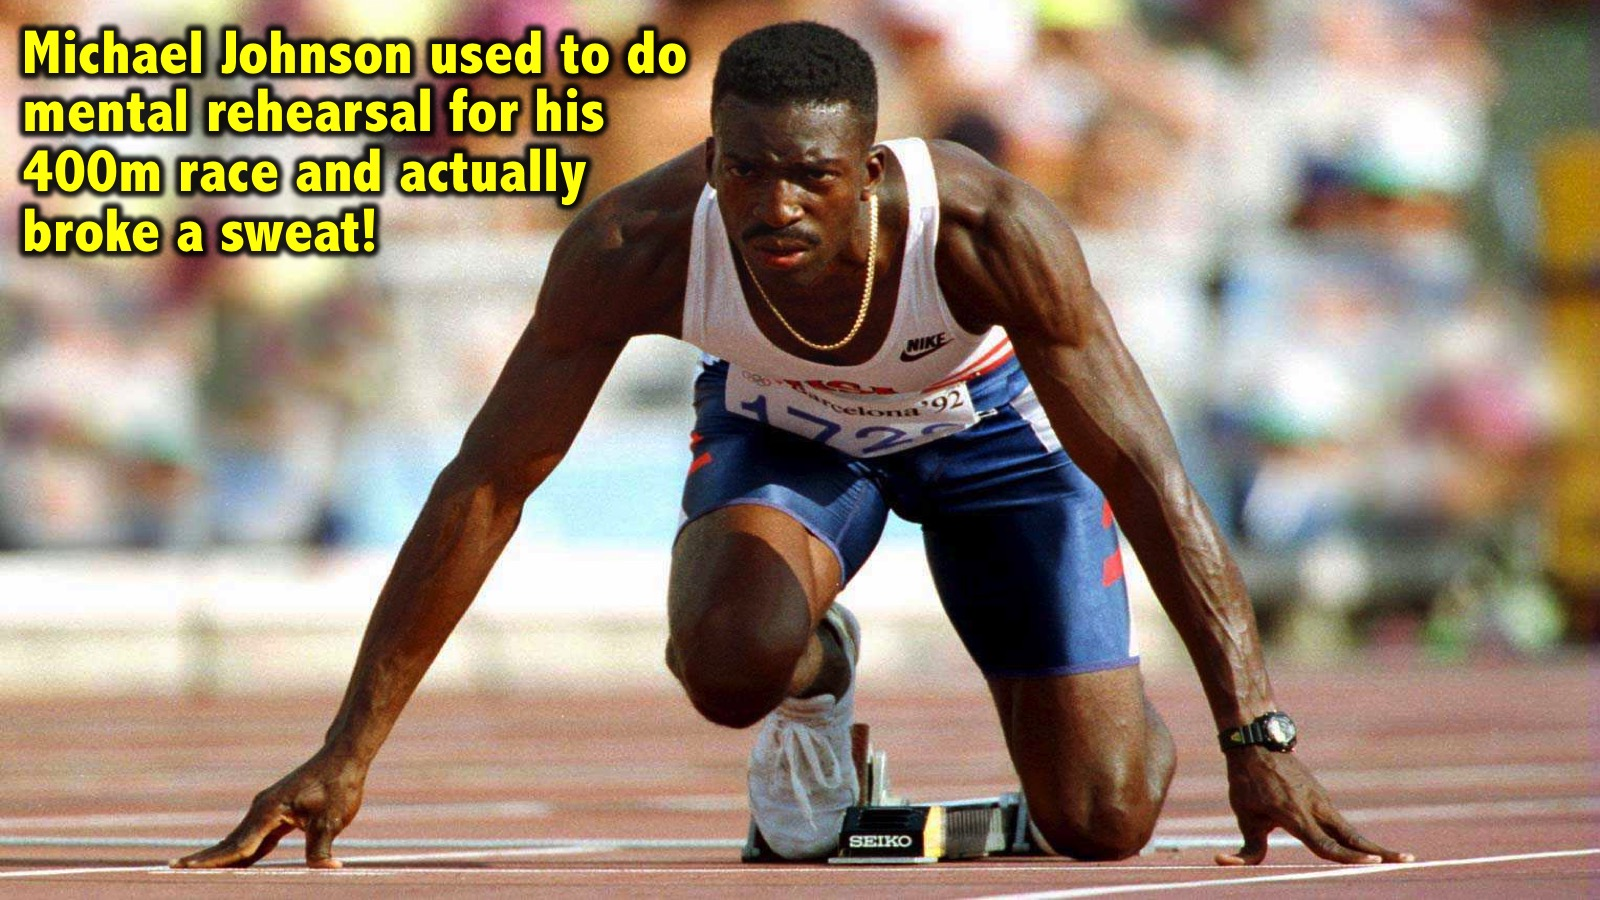 Michael Johnson used to do
mental rehearsal for his
400m race and actually
broke a sweat!
NIKE
Barcelona'92
SEIKO